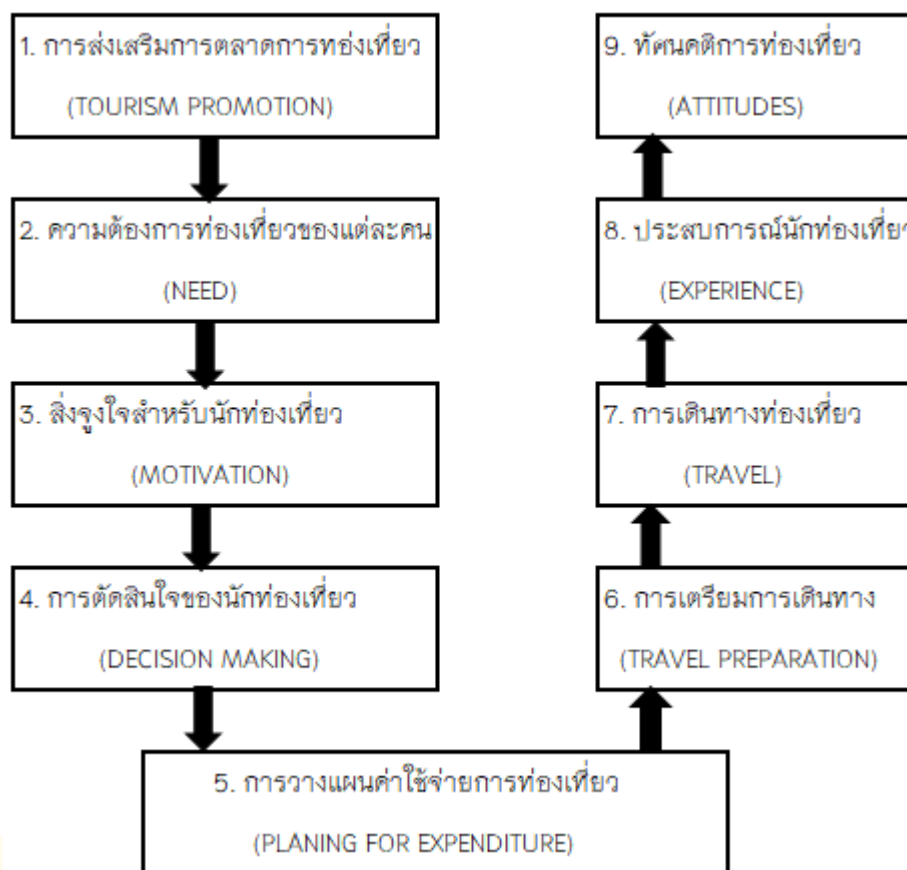 1. การส่งเสริมการตลาดการทอ่งเที่ยว
(TOURISM PROMOTION)
2. ความต้องการท่องเที่ยวของแต่ละคน
(NEED)
3. สิ่งจูงใจสำหรับนักท่องเที่ยว
(MOTIVATION)
4. การตัดสินใจของนักท่องเที่ยว
(DECISION MAKING)
5. การวางแผนค่าใช้จ่ายการท่องเที่ยว
(PLANING FOR EXPENDITURE)
6. การเตรียมการเดินทาง
(TRAVEL PREPARATION)
7. การเดินทางท่องเที่ยว
(TRAVEL)
8. ประสบการณ์นักท่องเที่ยว
(EXPERIENCE)
9. ทัศนคติการท่องเที่ยว
(ATTITUDES)